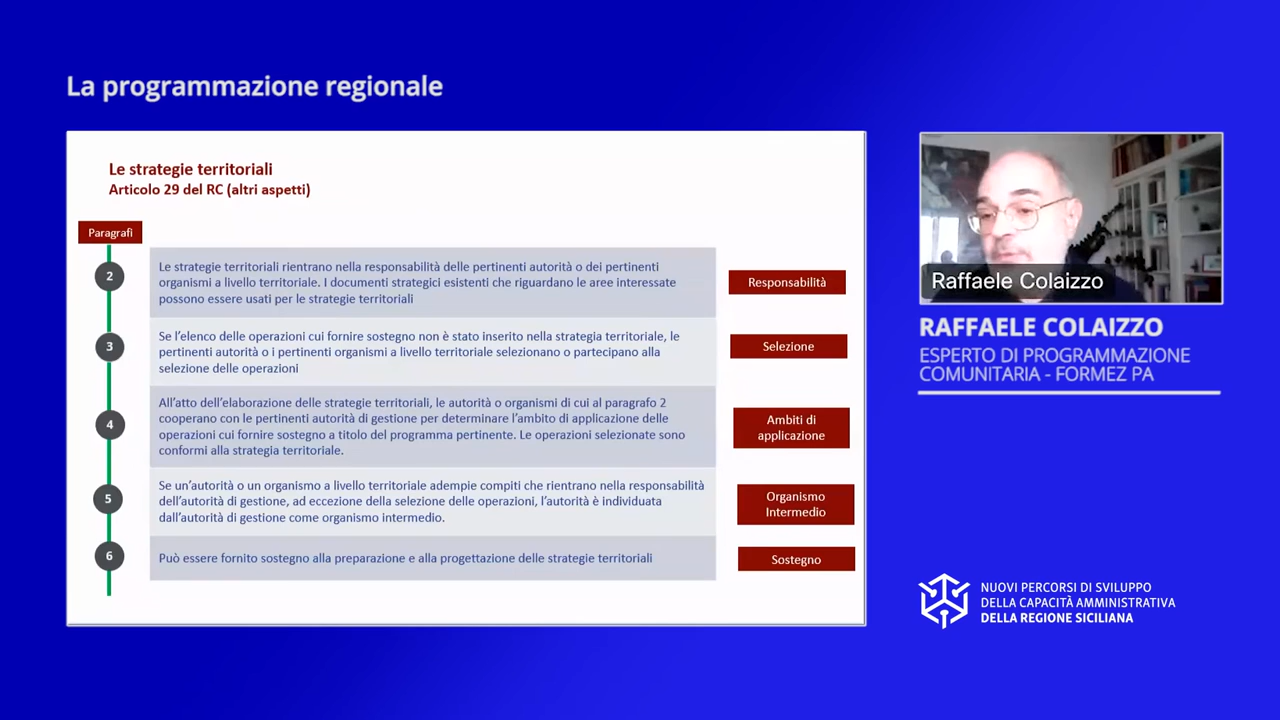 La programmazione regionale
Le strategie territoriali
Articolo 29 del RC (altri aspetti)
Paragrafi
2
Le strategie territoriali rientrano nella responsabilità delle pertinenti autorità o dei pertinenti
organismi a livello territoriale. I documenti strategici esistenti che riguardano le aree interessate
possono essere usati per le strategie territoriali
Responsabilità
3
Se l'elenco delle operazioni cui fornire sostegno non è stato inserito nella strategia territoriale, le
pertinenti autorità o i pertinenti organismi a livello territoriale selezionano o partecipano alla
selezione delle operazioni
Selezione
4
All'atto dell'elaborazione delle strategie territoriali, le autorità o organismi di cui al paragrafo 2
cooperano con le pertinenti autorità di gestione per determinare l'ambito di applicazione delle
operazioni cui fornire sostegno a titolo del programma pertinente. Le operazioni selezionate sono
conformi alla strategia territoriale.
Ambiti di
applicazione
5
Se un'autorità o un organismo a livello territoriale adempie compiti che rientrano nella responsabilità
dell'autorità di gestione, ad eccezione della selezione delle operazioni, l'autorità è individuata
dall'autorità di gestione come organismo intermedio.
Organismo
Intermedio
6
Può essere fornito sostegno alla preparazione e alla progettazione delle strategie territoriali
Sostegno
Raffaele Colaizzo
RAFFAELE COLAIZZO
ESPERTO DI PROGRAMMAZIONE
COMUNITARIA - FORMEZ PA
NUOVI PERCORSI DI SVILUPPO
DELLA CAPACITÀ AMMINISTRATIVA
DELLA REGIONE SICILIANA